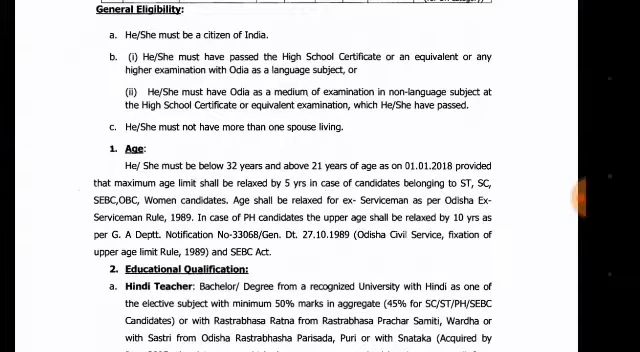 (for UR category)
General Eligibility:
a. He/She must be a citizen of India.
b. (i) He/She must have passed the High School Certificate or an equivalent or any
higher examination with Odia as a language subject, or
(ii) He/She must have Odia as a medium of examination in non-language subject at
the High School Certificate or equivalent examination, which He/She have passed.
c. He/She must not have more than one spouse living.
1. Age:
He/ She must be below 32 years and above 21 years of age as on 01.01.2018 provided
that maximum age limit shall be relaxed by 5 yrs in case of candidates belonging to ST, SC,
SEBC,OBC, Women candidates. Age shall be relaxed for ex- Serviceman as per Odisha Ex-
Serviceman Rule, 1989. In case of PH candidates the upper age shall be relaxed by 10 yrs as
per G. A Deptt. Notification No-33068/Gen. Dt. 27.10.1989 (Odisha Civil Service, fixation of
upper age limit Rule, 1989) and SEBC Act.
2. Educational Qualification:
a. Hindi Teacher: Bachelor/ Degree from a recognized University with Hindi as one of
the elective subject with minimum 50% marks in aggregate (45% for SC/ST/PH/SEBC
Candidates) or with Rastrabhasa Ratna from Rastrabhasa Prachar Samiti, Wardha or
with Sastri from Odisha Rastrabhasha Parisada, Puri or with Snataka (Acquired by